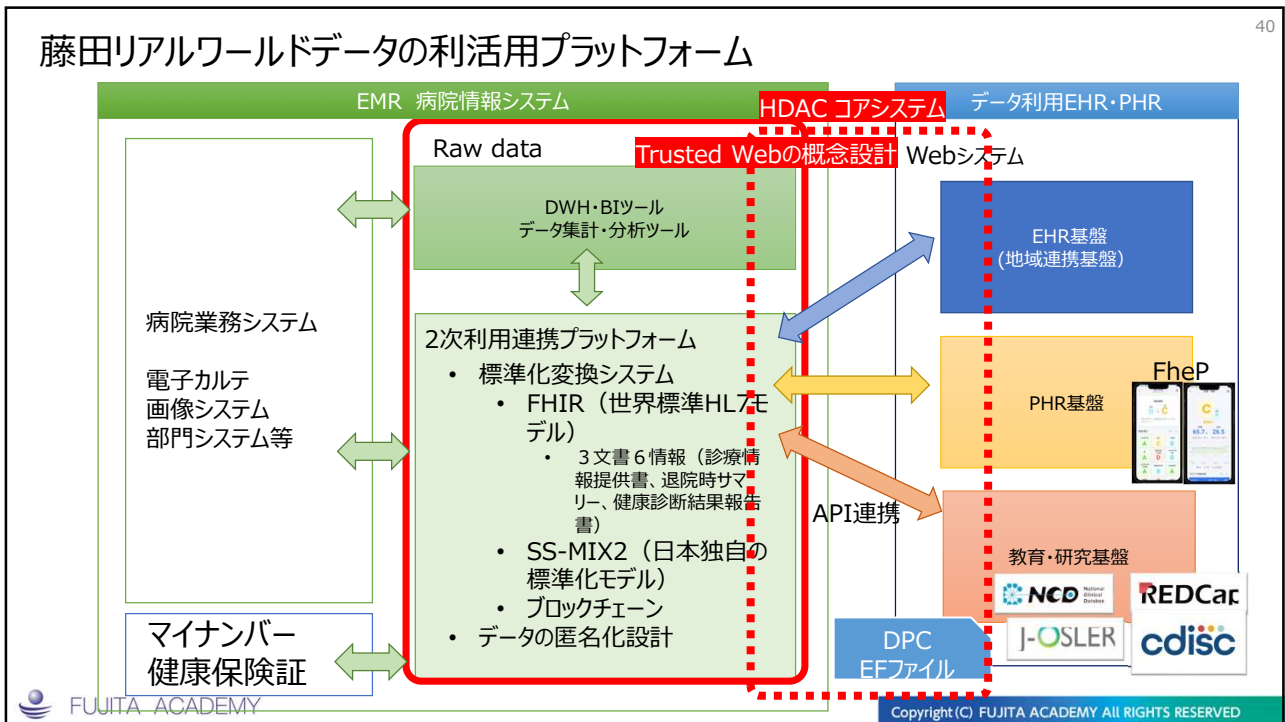 40
藤田リアルワールドデータの利活用プラットフォーム
EMR 病院情報システム
HDAC コアシステム
データ利用EHR・PHR
Raw data
Trusted Webの概念設計
Webシステム
DWH・BIツール
データ集計・分析ツール
病院業務システム
電子カルテ
画像システム
部門システム等
2次利用連携プラットフォーム
• 標準化変換システム
• FHIR（世界標準HL7モ
デル）
• ３文書６情報（診療情
報提供書、退院時サマ
リー、健康診断結果報告
書）
• SS-MIX2（日本独自の
標準化モデル）
• ブロックチェーン
• データの匿名化設計
EHR基盤
(地域連携基盤）
FheP
PHR基盤
API連携
教育・研究基盤
NCD National Clinical Database
REDCap
J-OSLER
cdisc
DPC
EFファイル
マイナンバー
健康保険証
FUJITA ACADEMY
Copyright(C) FUJITA ACADEMY All RIGHTS RESERVED